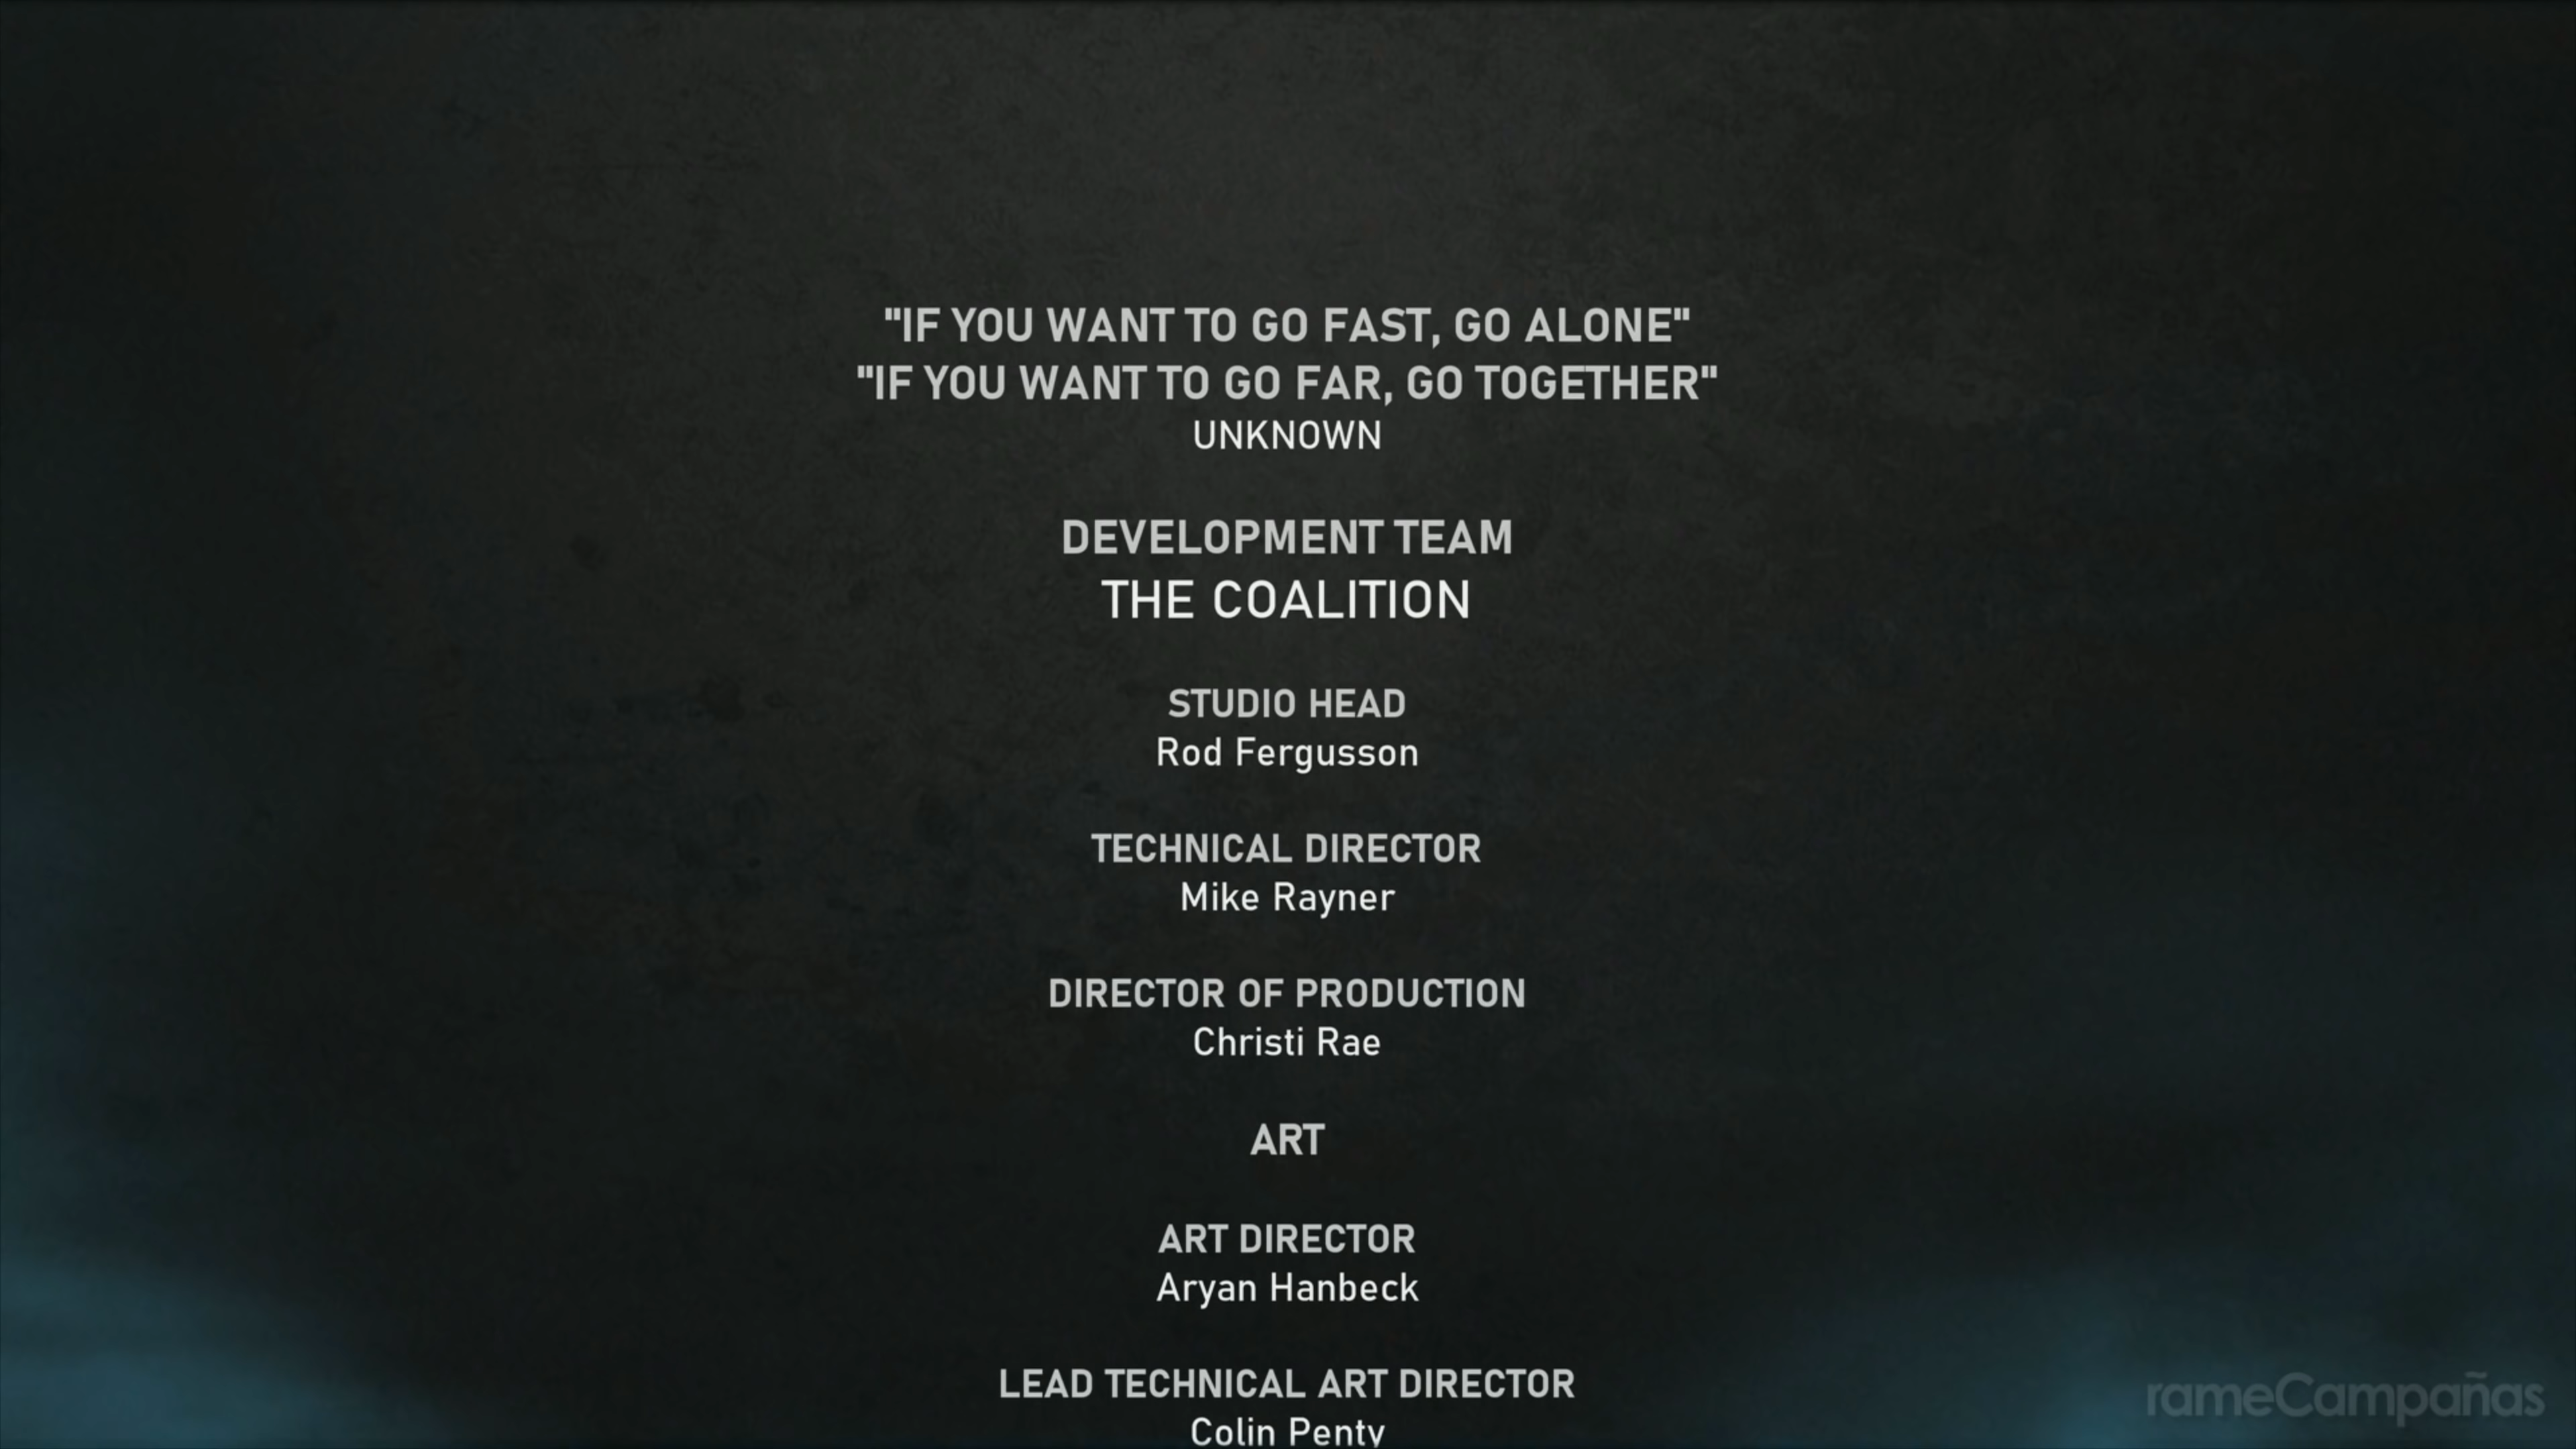 "IF YOU WANT TO GO FAST, GO ALONE"
"IF YOU WANT TO GO FAR, GO TOGETHER"
UNKNOWN
DEVELOPMENT TEAM
THE COALITION
STUDIO HEAD
Rod Fergusson
TECHNICAL DIRECTOR
Mike Rayner
DIRECTOR OF PRODUCTION
Christi Rae
ART
ART DIRECTOR
Aryan Hanbeck
LEAD TECHNICAL ART DIRECTOR
Colin Penty
rameCampañas